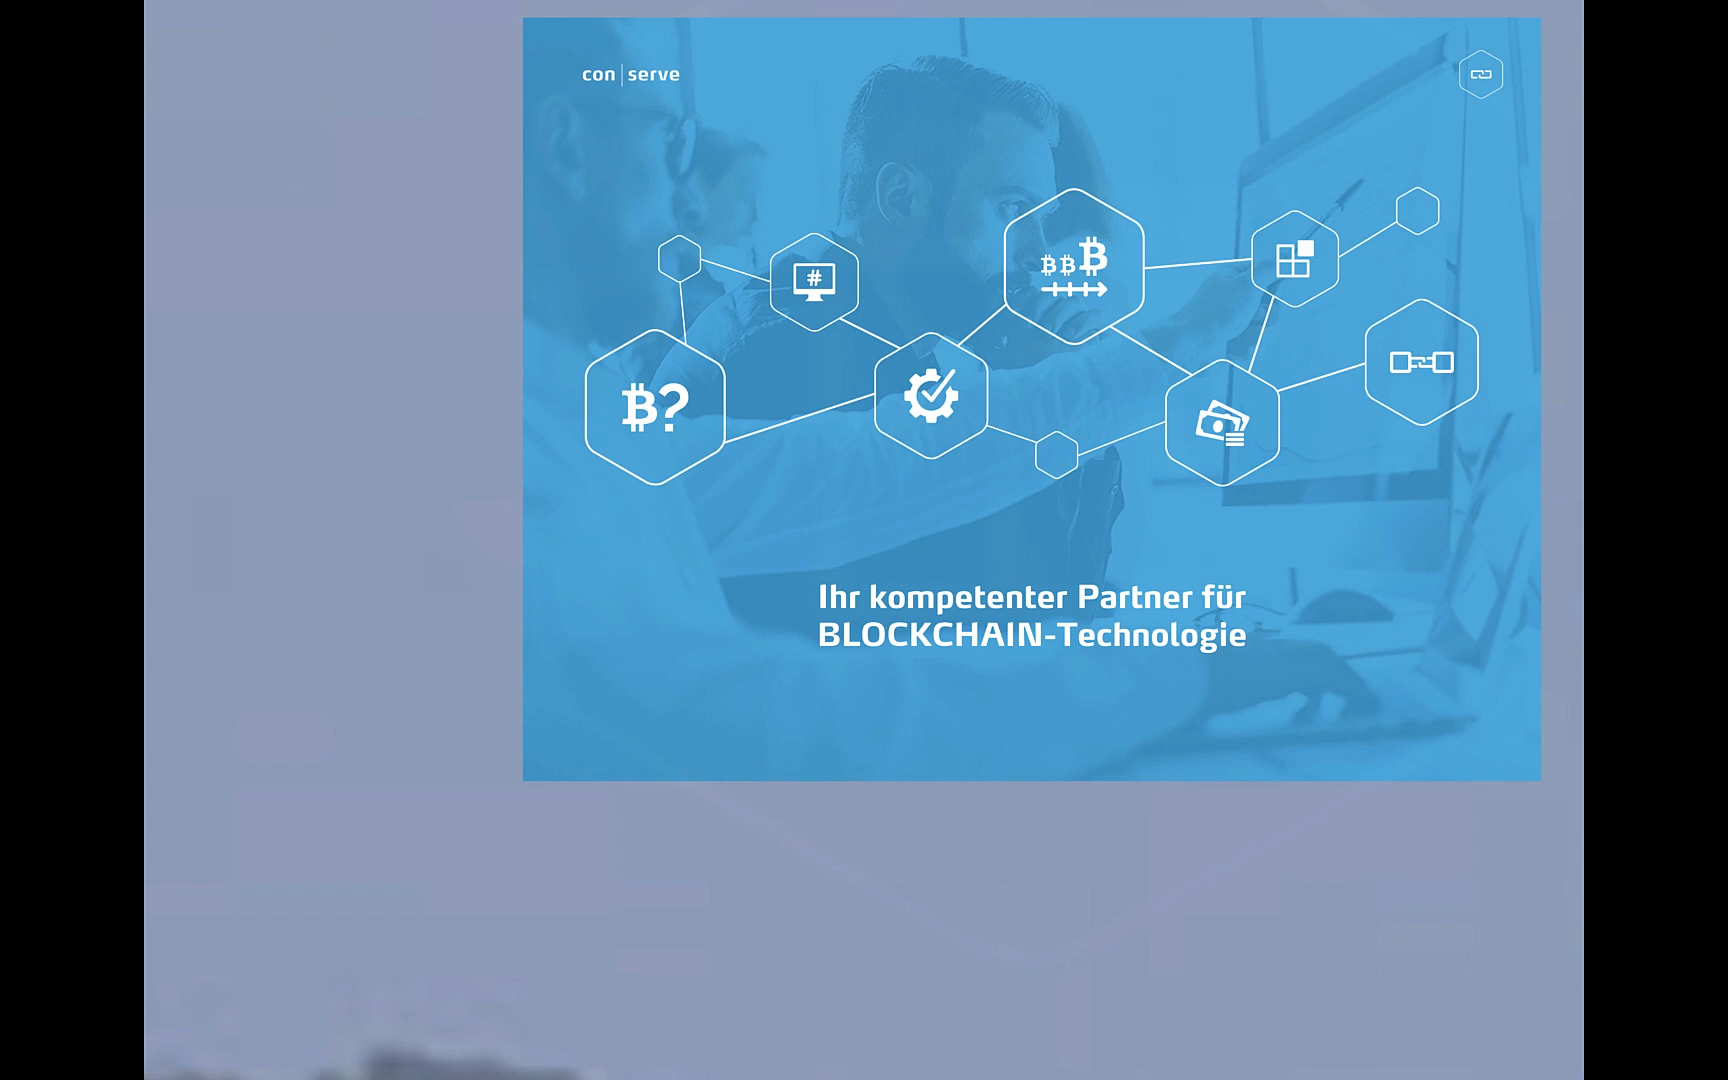 con serve
#
₿₿₿
₿?
Ihr kompetenter Partner für
BLOCKCHAIN-Technologie